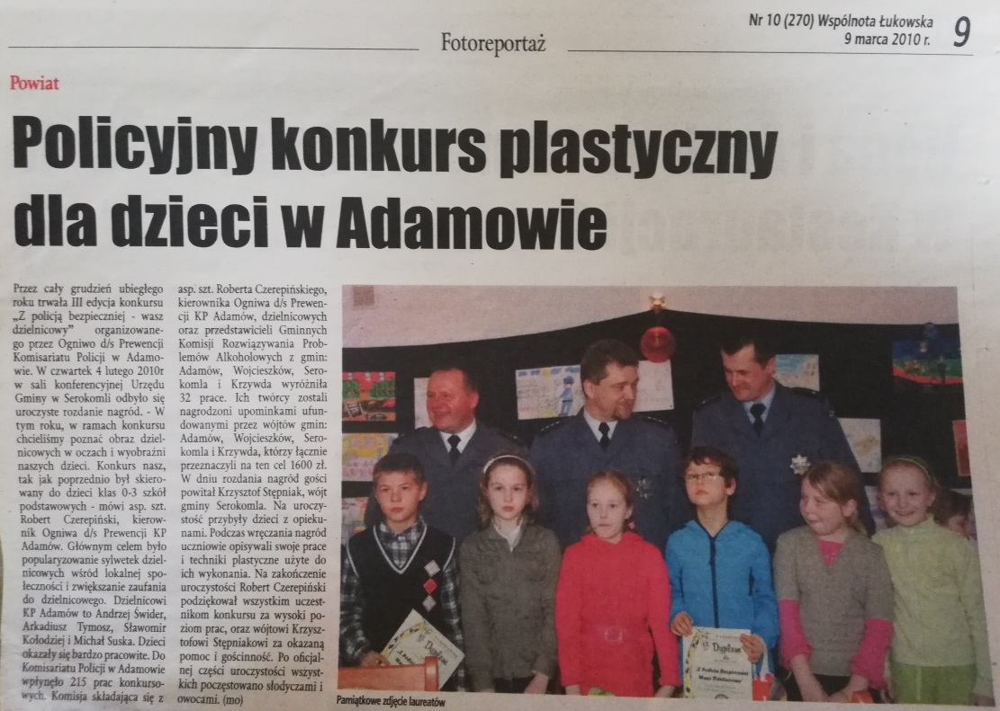 Nr 10 (270) Wspólnota Łukowska
9 marca 2010 r.
9
Fotoreportaż
Powiat
Policyjny konkurs plastyczny
dla dzieci w Adamowie
Przez cały grudzień ubiegłego
roku trwała III edycja konkursu
„Z policją bezpieczniej - wasz
dzielnicowy" organizowane-
go przez Ogniwo d/s Prewencji
Komisariatu Policji w Adamo-
wie. W czwartek 4 lutego 2010r
w sali konferencyjnej Urzędu
Gminy w Serokomli odbyło się
uroczyste rozdanie nagród. - W
tym roku, w ramach konkursu
chcieliśmy poznać obraz dziel-
nicowych w oczach i wyobraźni
naszych dzieci. Konkurs nasz,
tak jak poprzednio był skiero-
wany do dzieci klas 0-3 szkół
podstawowych - mówi asp. szt.
Robert Czerepiński, kierow-
nik Ogniwa d/s Prewencji KP
Adamów. Głównym celem było
popularyzowanie sylwetek dziel-
nicowych wśród lokalnej spo-
łeczności i zwiększanie zaufania
do dzielnicowego. Dzielnicowi
KP Adamów to Andrzej Świder,
Arkadiusz Tymosz, Sławomir
Kołodziej i Michał Suska. Dzieci
okazały się bardzo pracowite. Do
Komisariatu Policji w Adamowie
wpłynęło 215 prac konkurso-
wych. Komisja składająca się z
asp. szt. Roberta Czerepińskiego,
kierownika Ogniwa d/s Prewen-
cji KP Adamów, dzielnicowych
oraz przedstawicieli Gminnych
Komisji Rozwiązywania Prob-
lemów Alkoholowych z gmin:
Adamów, Wojcieszków, Sero-
komla i Krzywda wyróżniła
32 prace. Ich twórcy zostali
nagrodzoni upominkami ufun-
dowanymi przez wójtów gmin:
Adamów, Wojcieszków, Sero-
komla i Krzywda, którzy łącznie
przeznaczyli na ten cel 1600 zł.
W dniu rozdania nagród gości
powitał Krzysztof Stępniak, wójt
gminy Serokomla. Na uroczy-
stość przybyły dzieci z opieku-
nami. Podczas wręczania nagród
uczniowie opisywali swoje prace
i techniki plastyczne użyte do
ich wykonania. Na zakończenie
uroczystości Robert Czerepiński
podziękował wszystkim uczest-
nikom konkursu za wysoki po-
ziom prac, oraz wójtowi Krzysz-
tofowi Stępniakowi za okazaną
pomoc i gościnność. Po oficjal-
nej części uroczystości wszyst-
kich poczęstowano słodyczami i
owocami. (mo)
Dyplom
Dyplom
Pamiątkowe zdjęcie laureatów